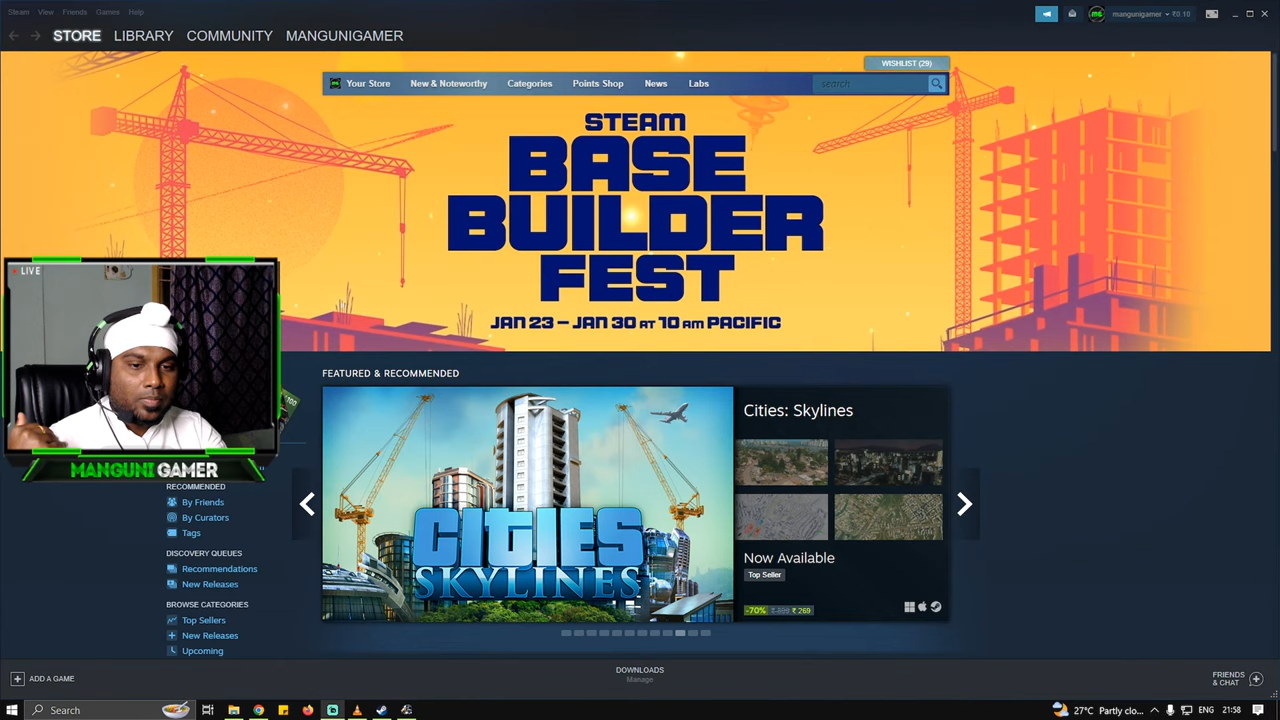 Steam View Friends Games Help
mangunigamer ₹0.10
STORE LIBRARY COMMUNITY MANGUNIGAMER
WISHLIST (29)
Your Store New & Noteworthy Categories Points Shop News Labs search
STEAM
BASE
BUILDER
FEST
JAN 23 – JAN 30 AT 10 AM PACIFIC
LIVE
FEATURED & RECOMMENDED
Cities: Skylines
100
MANGUNI GAMER
RECOMMENDED
By Friends
By Curators
Tags
CITIES
SKYLINES
DISCOVERY QUEUES
Recommendations
New Releases
Now Available
Top Seller
BROWSE CATEGORIES
-70% ₹ 269
Top Sellers
New Releases
Upcoming
ADD A GAME
DOWNLOADS
Manage
FRIENDS
& CHAT
Search
27°C Partly clo...
ENG
21:58